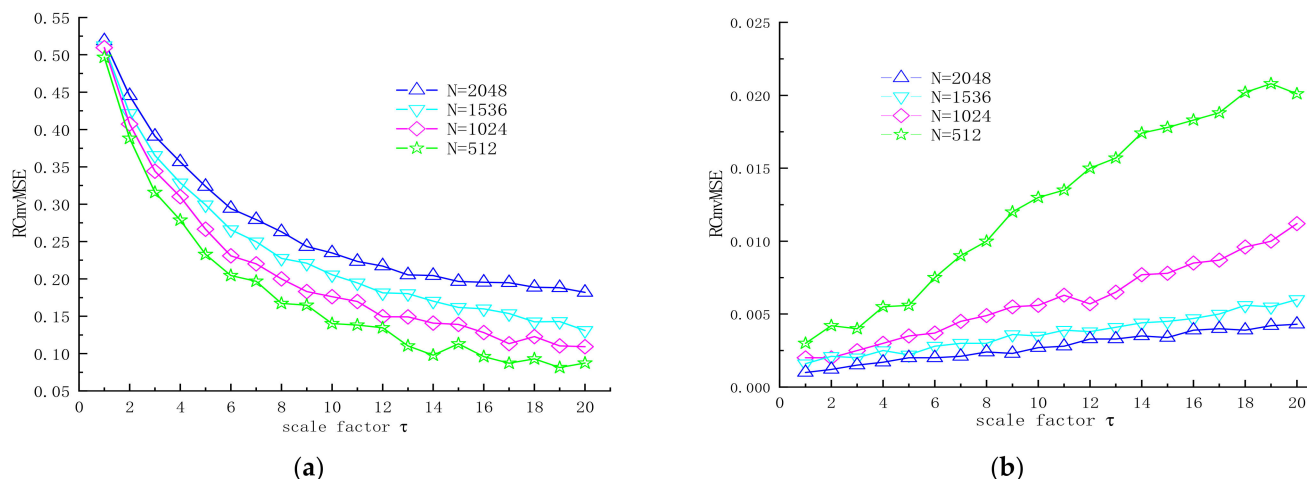 0.55
0.50
0.45
0.40
0.35
0.30
0.25
0.20
0.15
0.10
0.05
RCmvMSE
N=2048
N=1536
N=1024
N=512
0 2 4 6 8 10 12 14 16 18 20
scale factor τ
(a)
0.025
0.020
0.015
0.010
0.005
0.000
RCmvMSE
N=2048
N=1536
N=1024
N=512
0 2 4 6 8 10 12 14 16 18 20
scale factor τ
(b)